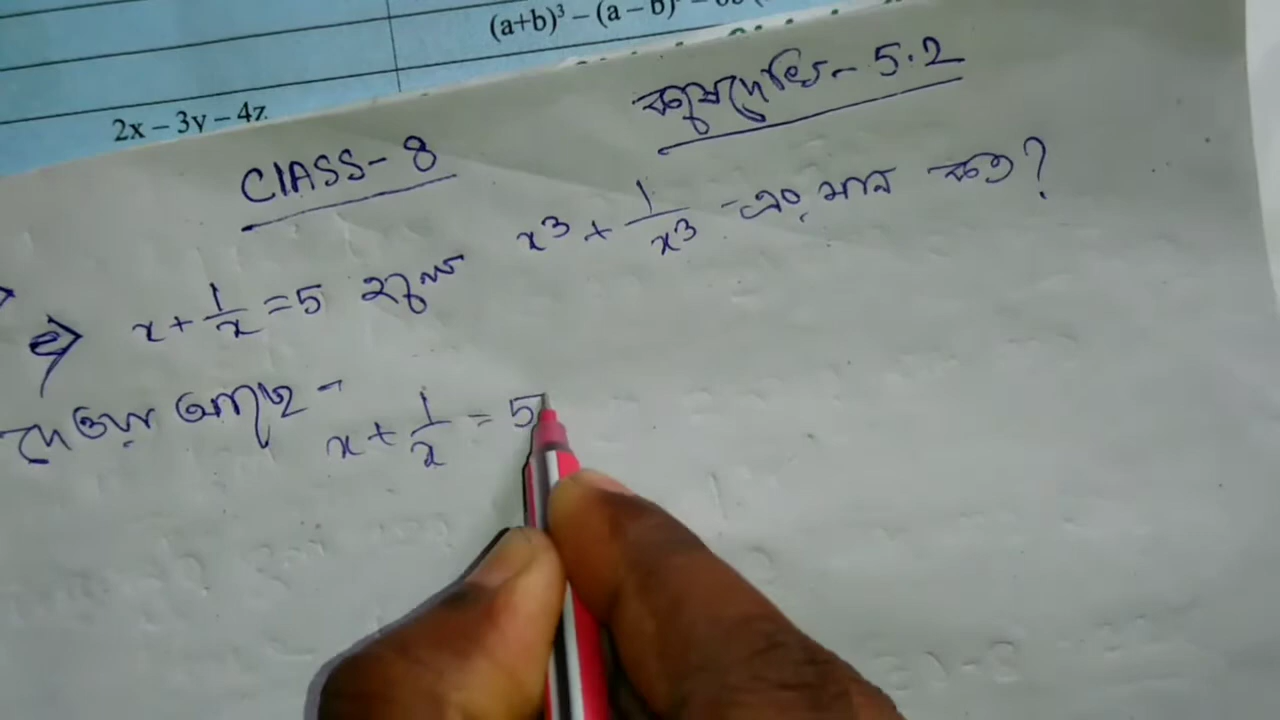 (a+b)³ – (a – b)
2x – 3y – 4z
কষে দেখি - 5.2
CLASS- 8
x³ + 1/x³ -এর মান কত?
x + 1/x = 5 হলে
দেওয়া আছে -
x + 1/x = 5